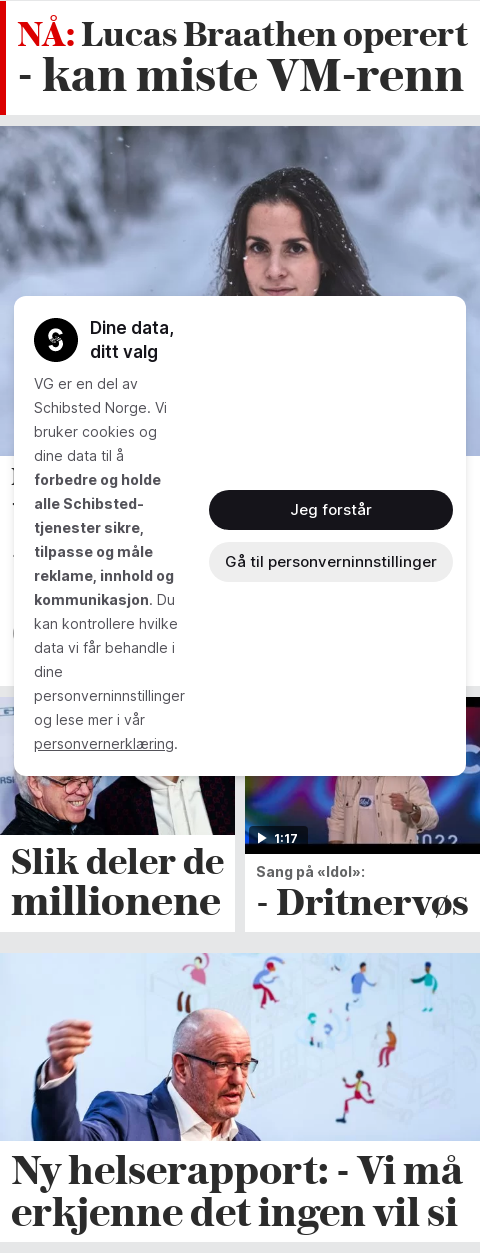 NÅ: Lucas Braathen operert
- kan miste VM-renn
Dine data,
ditt valg
VG er en del av
Schibsted Norge. Vi
bruker cookies og
dine data til å
forbedre og holde
alle Schibsted-
tjenester sikre,
tilpasse og måle
reklame, innhold og
kommunikasjon. Du
kan kontrollere hvilke
data vi får behandle i
dine
personverninnstillinger
og lese mer i vår
personvernerklæring.
Jeg forstår
Gå til personverninnstillinger
1:17
2022
Slik deler de
millionene
Sang på «Idol»:
- Dritnervøs
Ny helserapport: - Vi må
erkjenne det ingen vil si